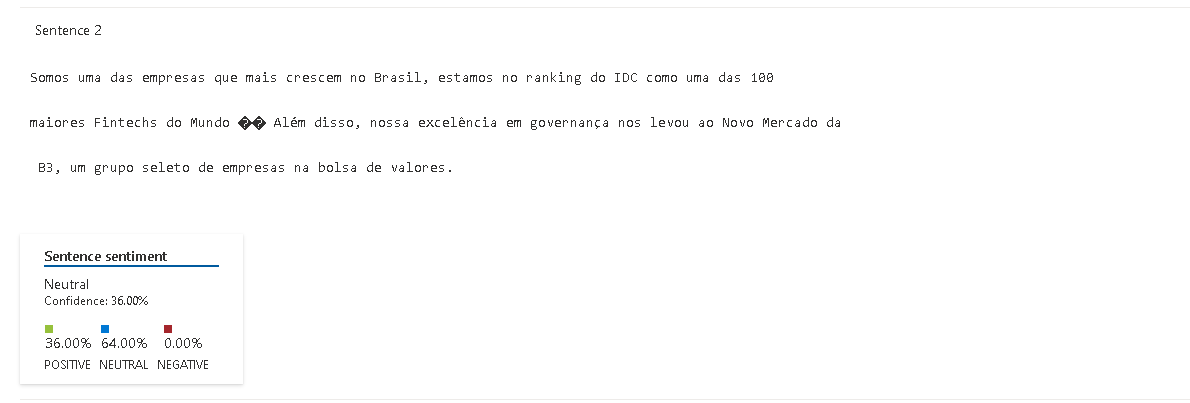 Sentence 2
Somos uma das empresas que mais crescem no Brasil, estamos no ranking do IDC como uma das 100
maiores Fintechs do Mundo �� Além disso, nossa excelência em governança nos levou ao Novo Mercado da
B3, um grupo seleto de empresas na bolsa de valores.
Sentence sentiment
Neutral
Confidence: 36.00%
36.00% 64.00% 0.00%
POSITIVE NEUTRAL NEGATIVE